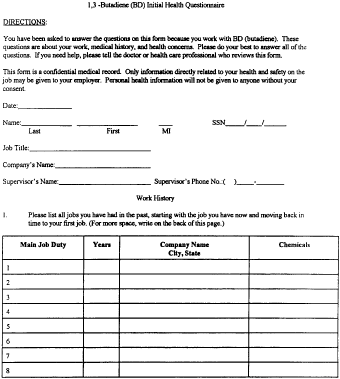 1,3 -Butadiene (BD) Initial Health Questionnaire
DIRECTIONS:
You have been asked to answer the questions on this form because you work with BD (butadiene). These
questions are about your work, medical history, and health concerns. Please do your best to answer all of the
questions. If you need help, please tell the doctor or health care professional who reviews this form.
This form is a confidential medical record. Only information directly related to your health and safety on the
job may be given to your employer. Personal health information will not be given to anyone without your
consent.
Date:
Name: SSN / /
Last First MI
Job Title:
Company's Name:
Supervisor's Name: Supervisor's Phone No.:( ) -
Work History
1. Please list all jobs you have had in the past, starting with the job you have now and moving back in
time to your first job. (For more space, write on the back of this page.)
Main Job Duty Years Company Name Chemicals
City, State
1
2
3
4
5
6
7
8